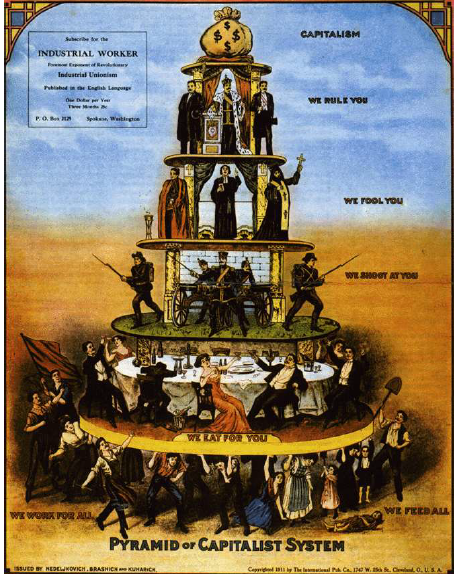 Subscribe for the
INDUSTRIAL WORKER
Foremost Exponent of Revolutionary
Industrial Unionism
Published in the English Language
One Dollar per Year
Three Months 25c
P. O. Box 2129 Spokane, Washington
$ $ $ $
CAPITALISM
WE RULE YOU
WE FOOL YOU
WE SHOOT AT YOU
WE EAT FOR YOU
WE WORK FOR ALL
WE FEED ALL
PYRAMID OF CAPITALIST SYSTEM
ISSUED BY NEDELJKOVICH, BRASHICH AND KUHARICH.
Copyrighted 1911 by The International Pub. Co., 1747 W. 25th St., Cleveland, O., U. S. A.